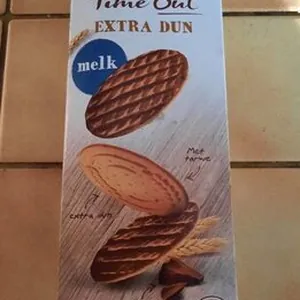 Time Out
EXTRA DUN
melk
Met
tarwe
extra dun